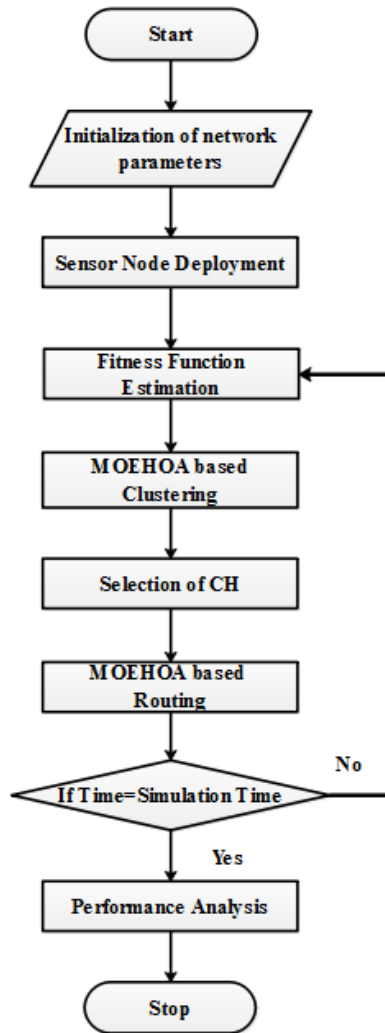 Start
Initialization of network
parameters
Sensor Node Deployment
Fitness Function
Estimation
MOEHOA based
Clustering
Selection of CH
MOEHOA based
Routing
If Time=Simulation Time
No
Yes
Performance Analysis
Stop